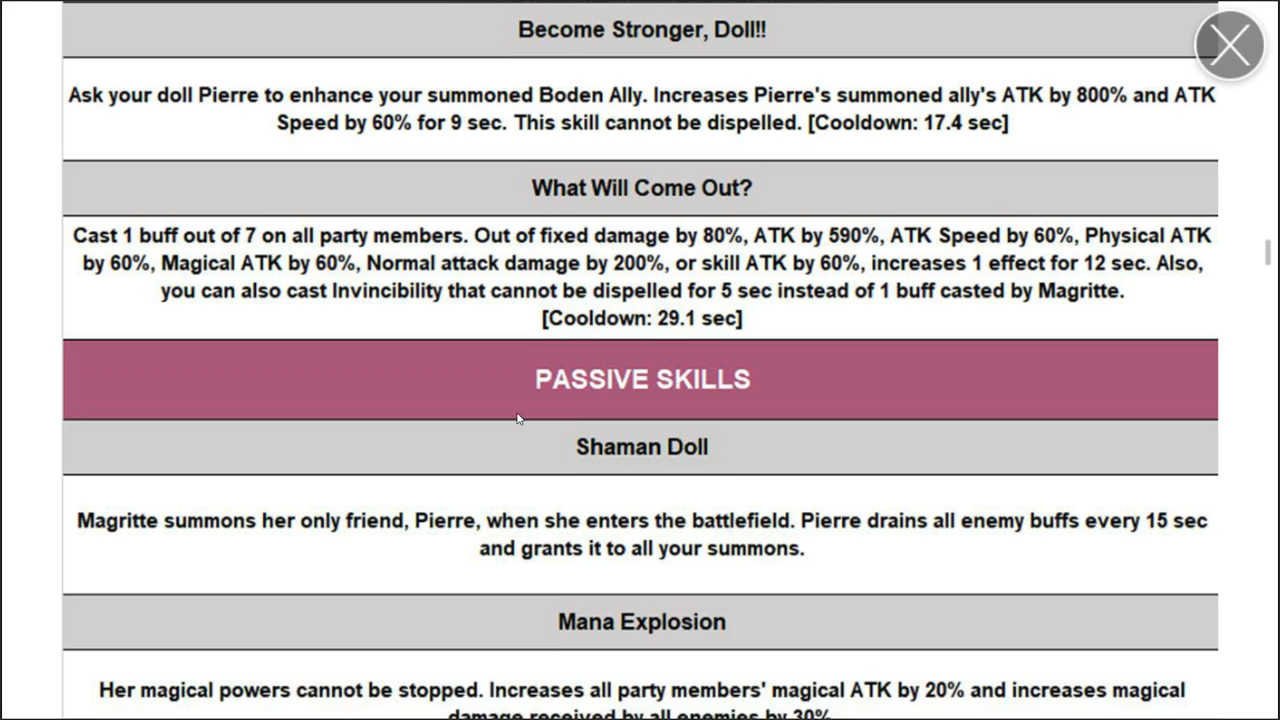 Become Stronger, Doll!!
Ask your doll Pierre to enhance your summoned Boden Ally. Increases Pierre's summoned ally's ATK by 800% and ATK
Speed by 60% for 9 sec. This skill cannot be dispelled. [Cooldown: 17.4 sec]
What Will Come Out?
Cast 1 buff out of 7 on all party members. Out of fixed damage by 80%, ATK by 590%, ATK Speed by 60%, Physical ATK
by 60%, Magical ATK by 60%, Normal attack damage by 200%, or skill ATK by 60%, increases 1 effect for 12 sec. Also,
you can also cast Invincibility that cannot be dispelled for 5 sec instead of 1 buff casted by Magritte.
[Cooldown: 29.1 sec]
PASSIVE SKILLS
Shaman Doll
Magritte summons her only friend, Pierre, when she enters the battlefield. Pierre drains all enemy buffs every 15 sec
and grants it to all your summons.
Mana Explosion
Her magical powers cannot be stopped. Increases all party members' magical ATK by 20% and increases magical
damage received by all enemies by 30%.